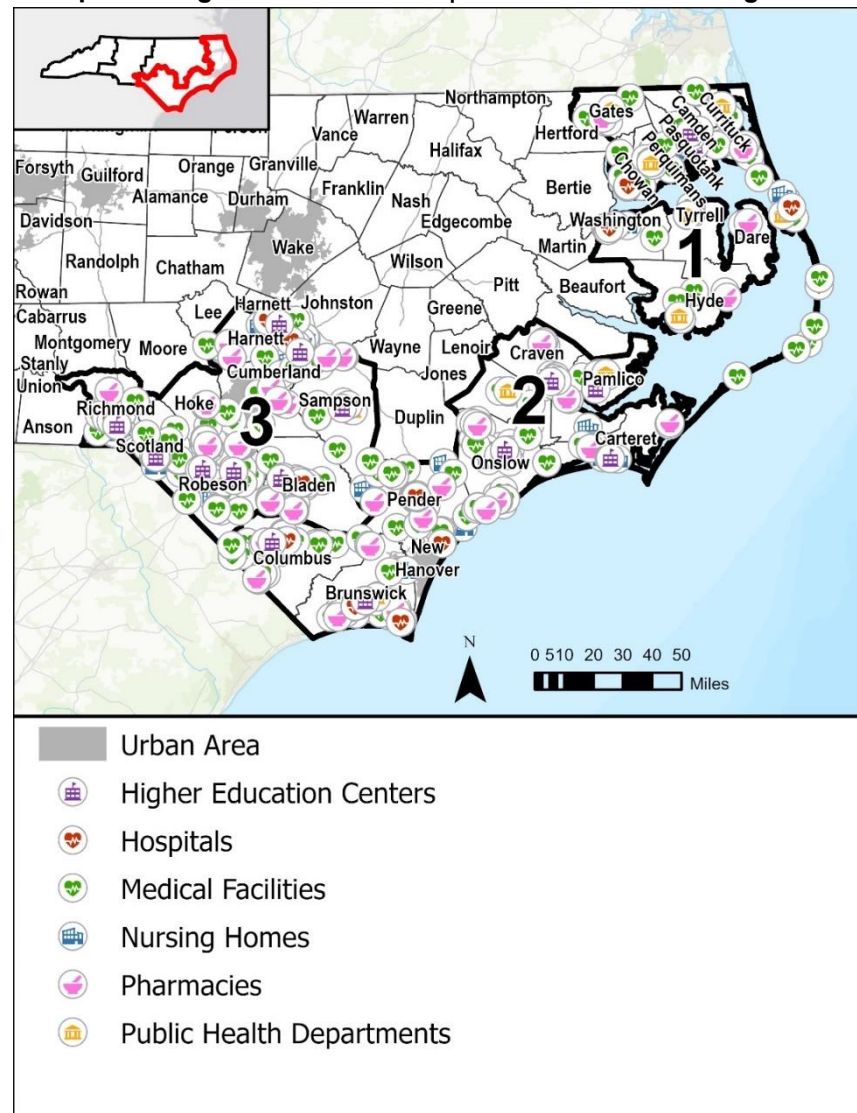 Northampton
Warren
Vance
Gates
Camden
Currituck
Hertford
Pasquotank
Halifax
Perquimans
Forsyth
Orange
Granville
Guilford
Franklin
Chowan
Alamance
Durham
Bertie
Nash
Davidson
Edgecombe
Washington
Tyrrell
Wake
Martin
1
Dare
Randolph
Chatham
Wilson
Pitt
Beaufort
Rowan
Harnett
Johnston
Hyde
Cabarrus
Lee
Greene
Harnett
Montgomery
Moore
Wayne
Lenoir
Craven
Stanly
Cumberland
Jones
Union
2
Pamlico
Richmond
Hoke
Sampson
Anson
3
Duplin
Scotland
Carteret
Onslow
Robeson
Bladen
Pender
New
Hanover
Columbus
Brunswick
N
0 510 20 30 40 50
Miles
Urban Area
Higher Education Centers
Hospitals
Medical Facilities
Nursing Homes
Pharmacies
Public Health Departments